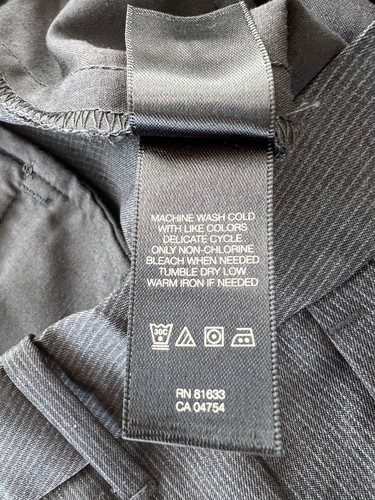 MACHINE WASH COLD
WITH LIKE COLORS
DELICATE CYCLE
ONLY NON-CHLORINE
BLEACH WHEN NEEDED
TUMBLE DRY LOW
WARM IRON IF NEEDED
30C
RN 81633
CA 04754